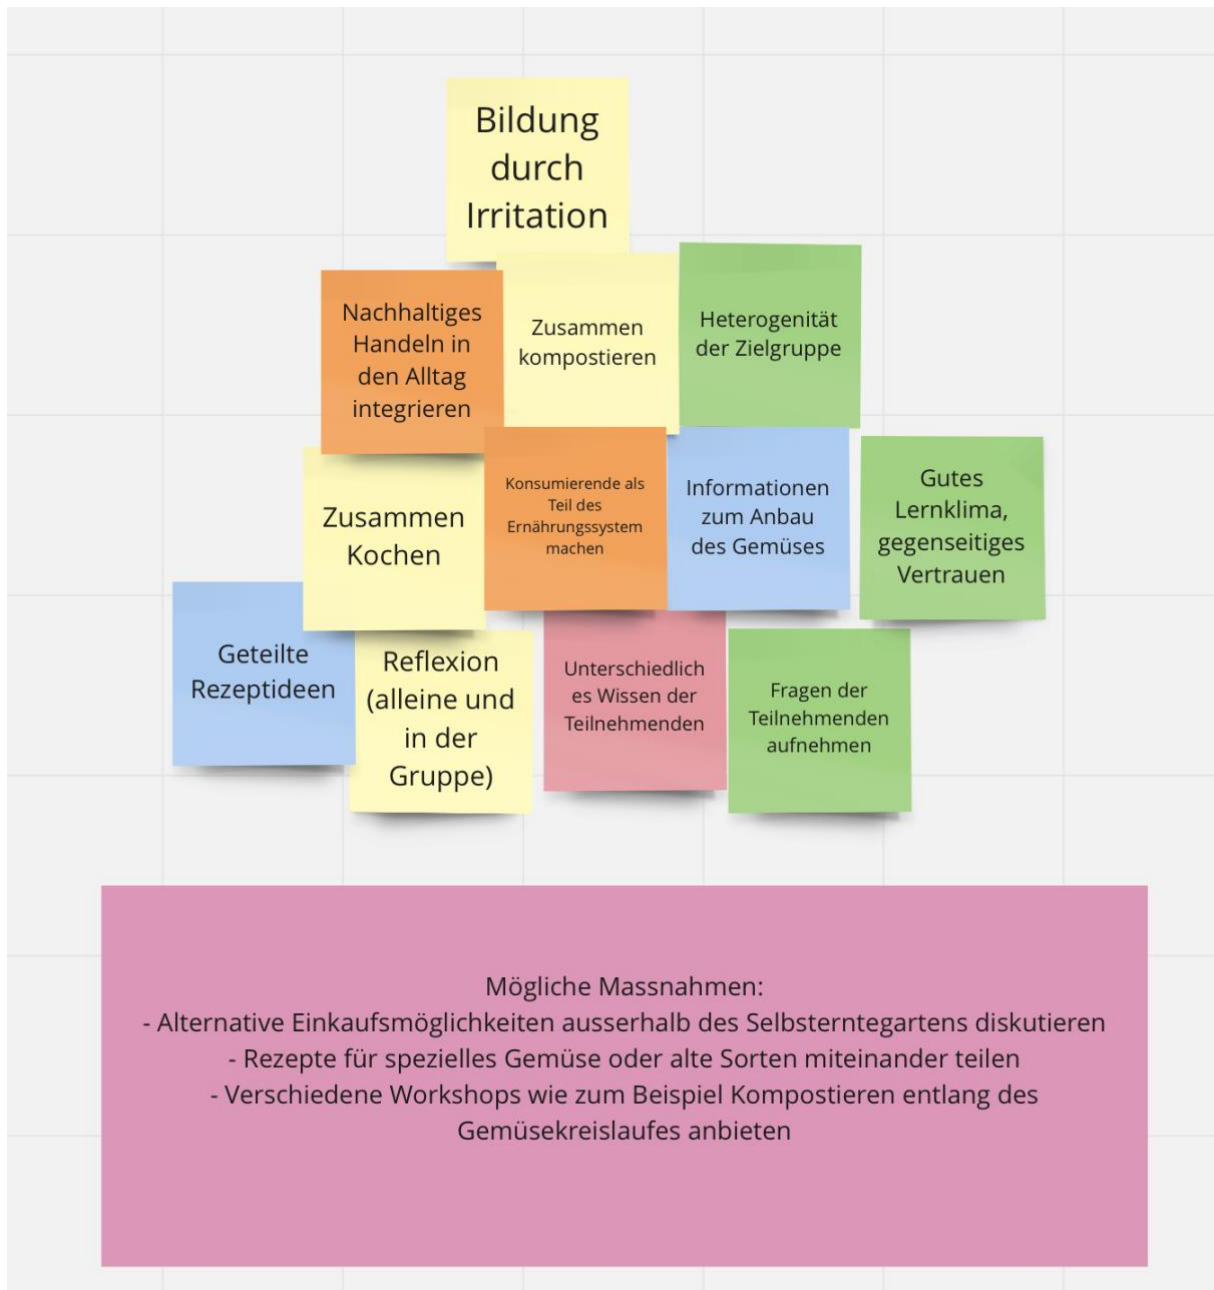 Bildung
durch
Irritation
Nachhaltiges
Handeln in
den Alltag
integrieren
Zusammen
kompostieren
Heterogenität
der Zielgruppe
Zusammen
Kochen
Konsumierende als
Teil des
Ernährungssystem
machen
Informationen
zum Anbau
des Gemüses
Gutes
Lernklima,
gegenseitiges
Vertrauen
Geteilte
Rezeptideen
Reflexion
(alleine und
in der
Gruppe)
Unterschiedlich
es Wissen der
Teilnehmenden
Fragen der
Teilnehmenden
aufnehmen
Mögliche Massnahmen:
- Alternative Einkaufsmöglichkeiten ausserhalb des Selbsterntegartens diskutieren
- Rezepte für spezielles Gemüse oder alte Sorten miteinander teilen
- Verschiedene Workshops wie zum Beispiel Kompostieren entlang des
Gemüsekreislaufes anbieten